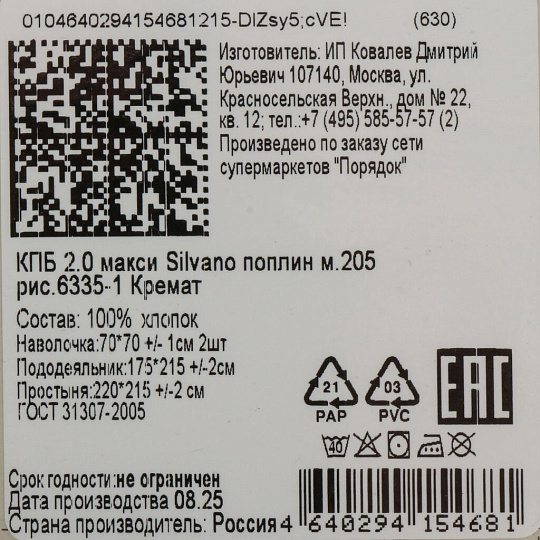 0104640294154681215-DIZsy5;cVE! (630)
Изготовитель: ИП Ковалев Дмитрий
Юрьевич 107140, Москва, ул.
Красносельская Верхн., дом № 22,
кв. 12; тел.:+7 (495) 585-57-57 (2)
Произведено по заказу сети
супермаркетов "Порядок"
КПБ 2.0 макси Silvano поплин м.205
рис.6335-1 Кремат
Состав: 100% хлопок
Наволочка:70*70 +/- 1см 2шт
Пододеяльник:175*215 +/-2см
Простыня:220*215 +/-2 см
ГОСТ 31307-2005
21
PAP
03
PVC
EAC
40
Срок годности:не ограничен
Дата производства 08.25
Страна производитель: Россия
4 640294 154681